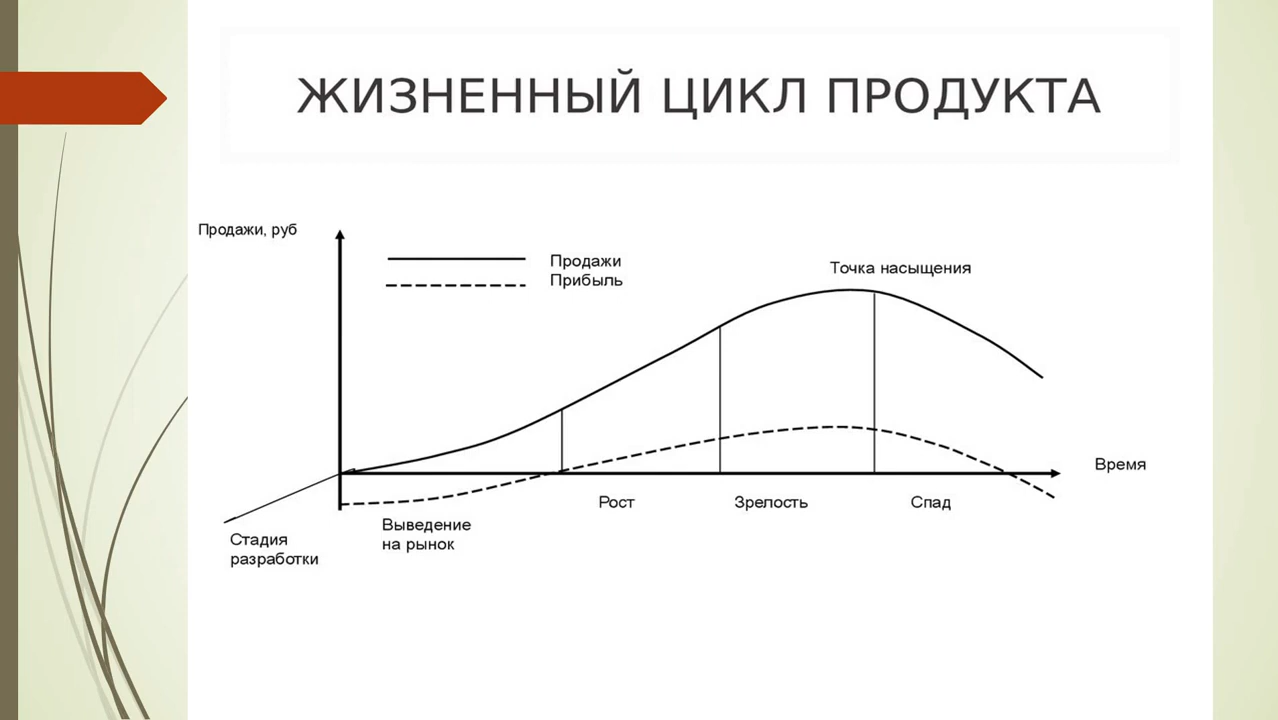 ЖИЗНЕННЫЙ ЦИКЛ ПРОДУКТА
Продажи, руб
Продажи
Прибыль
Точка насыщения
Время
Рост
Зрелость
Спад
Выведение
на рынок
Стадия
разработки